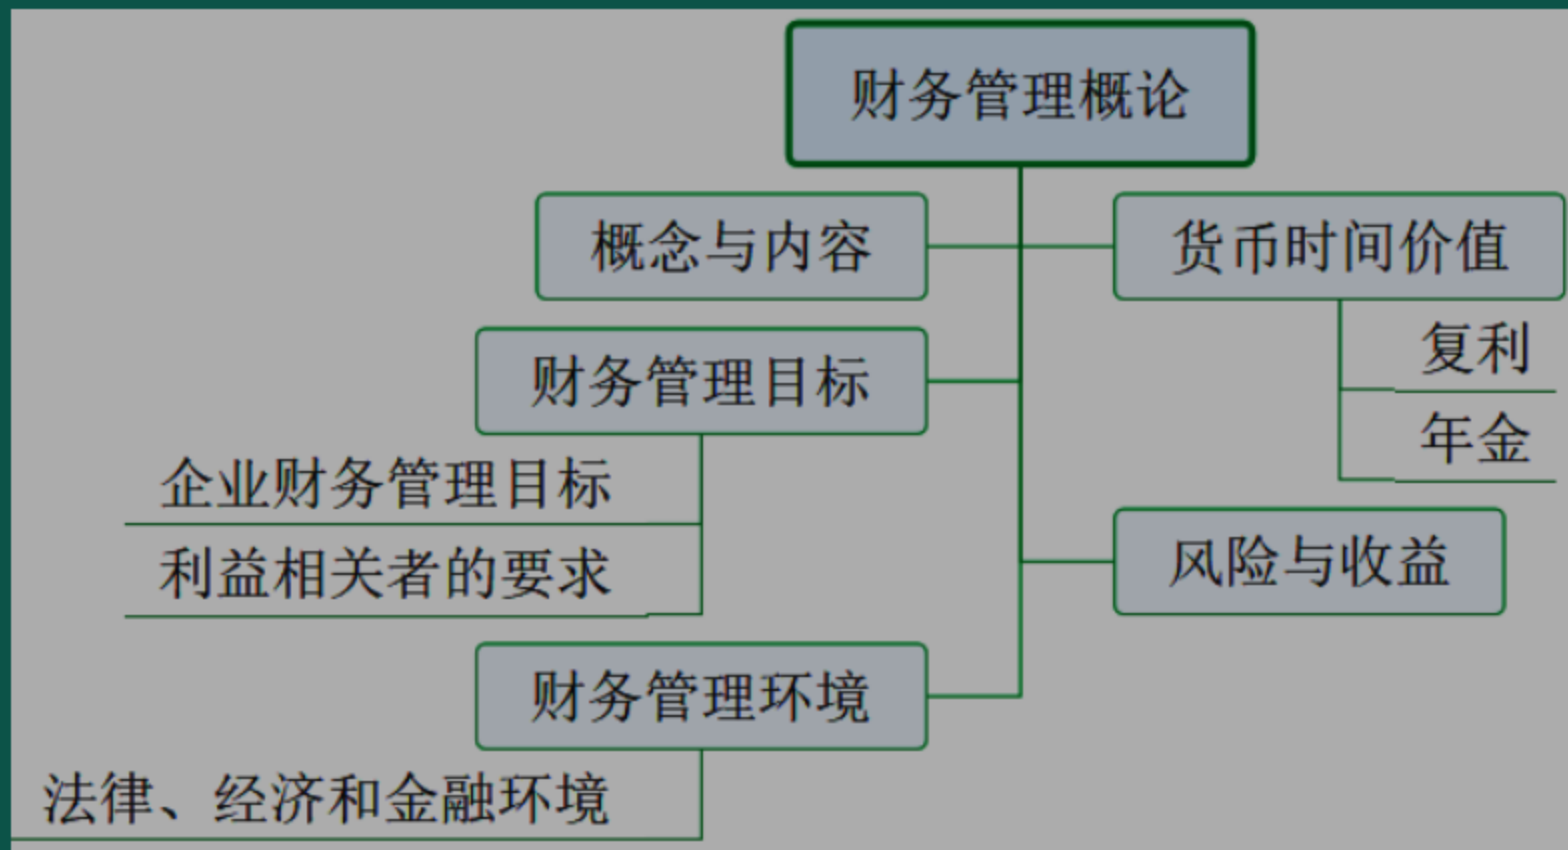 财务管理概论
概念与内容
货币时间价值
复利
年金
财务管理目标
企业财务管理目标
利益相关者的要求
风险与收益
财务管理环境
法律、经济和金融环境